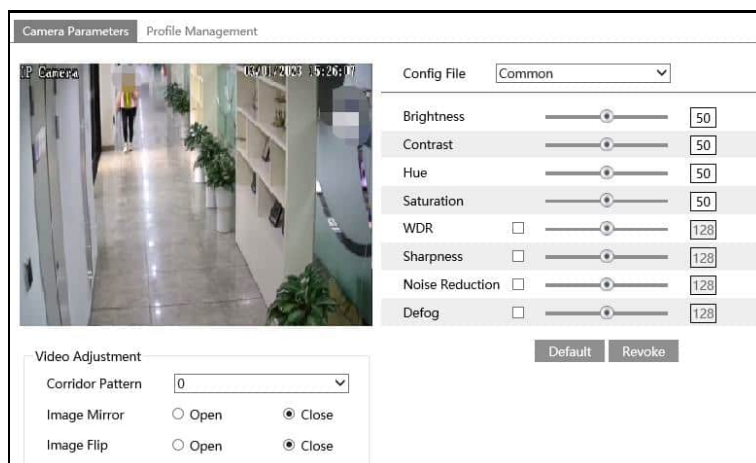 Camera Parameters Profile Management
IP Camera 03/01/2023 15:26:07
Config File Common
Brightness 50
Contrast 50
Hue 50
Saturation 50
WDR 128
Sharpness 128
Noise Reduction 128
Defog 128
Default Revoke
Video Adjustment
Corridor Pattern 0
Image Mirror Open Close
Image Flip Open Close